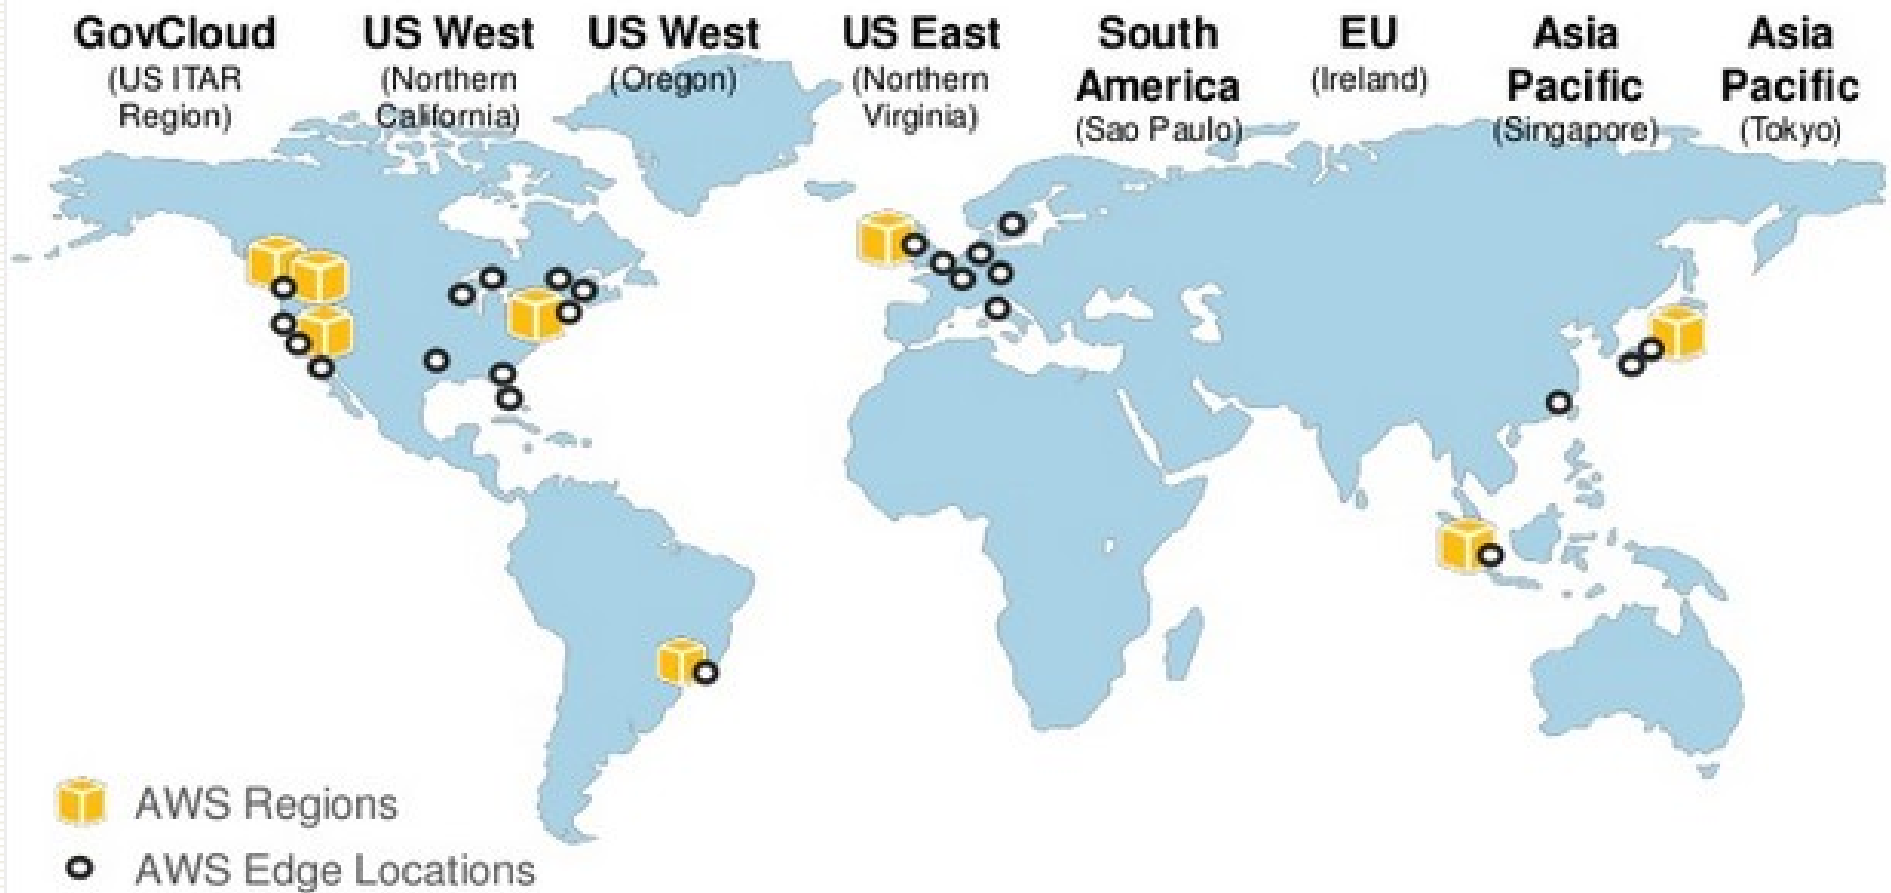 GovCloud
(US ITAR
Region)
US West
(Northern
California)
US West
(Oregon)
US East
(Northern
Virginia)
South
America
(Sao Paulo)
EU
(Ireland)
Asia
Pacific
(Singapore)
Asia
Pacific
(Tokyo)
AWS Regions
AWS Edge Locations